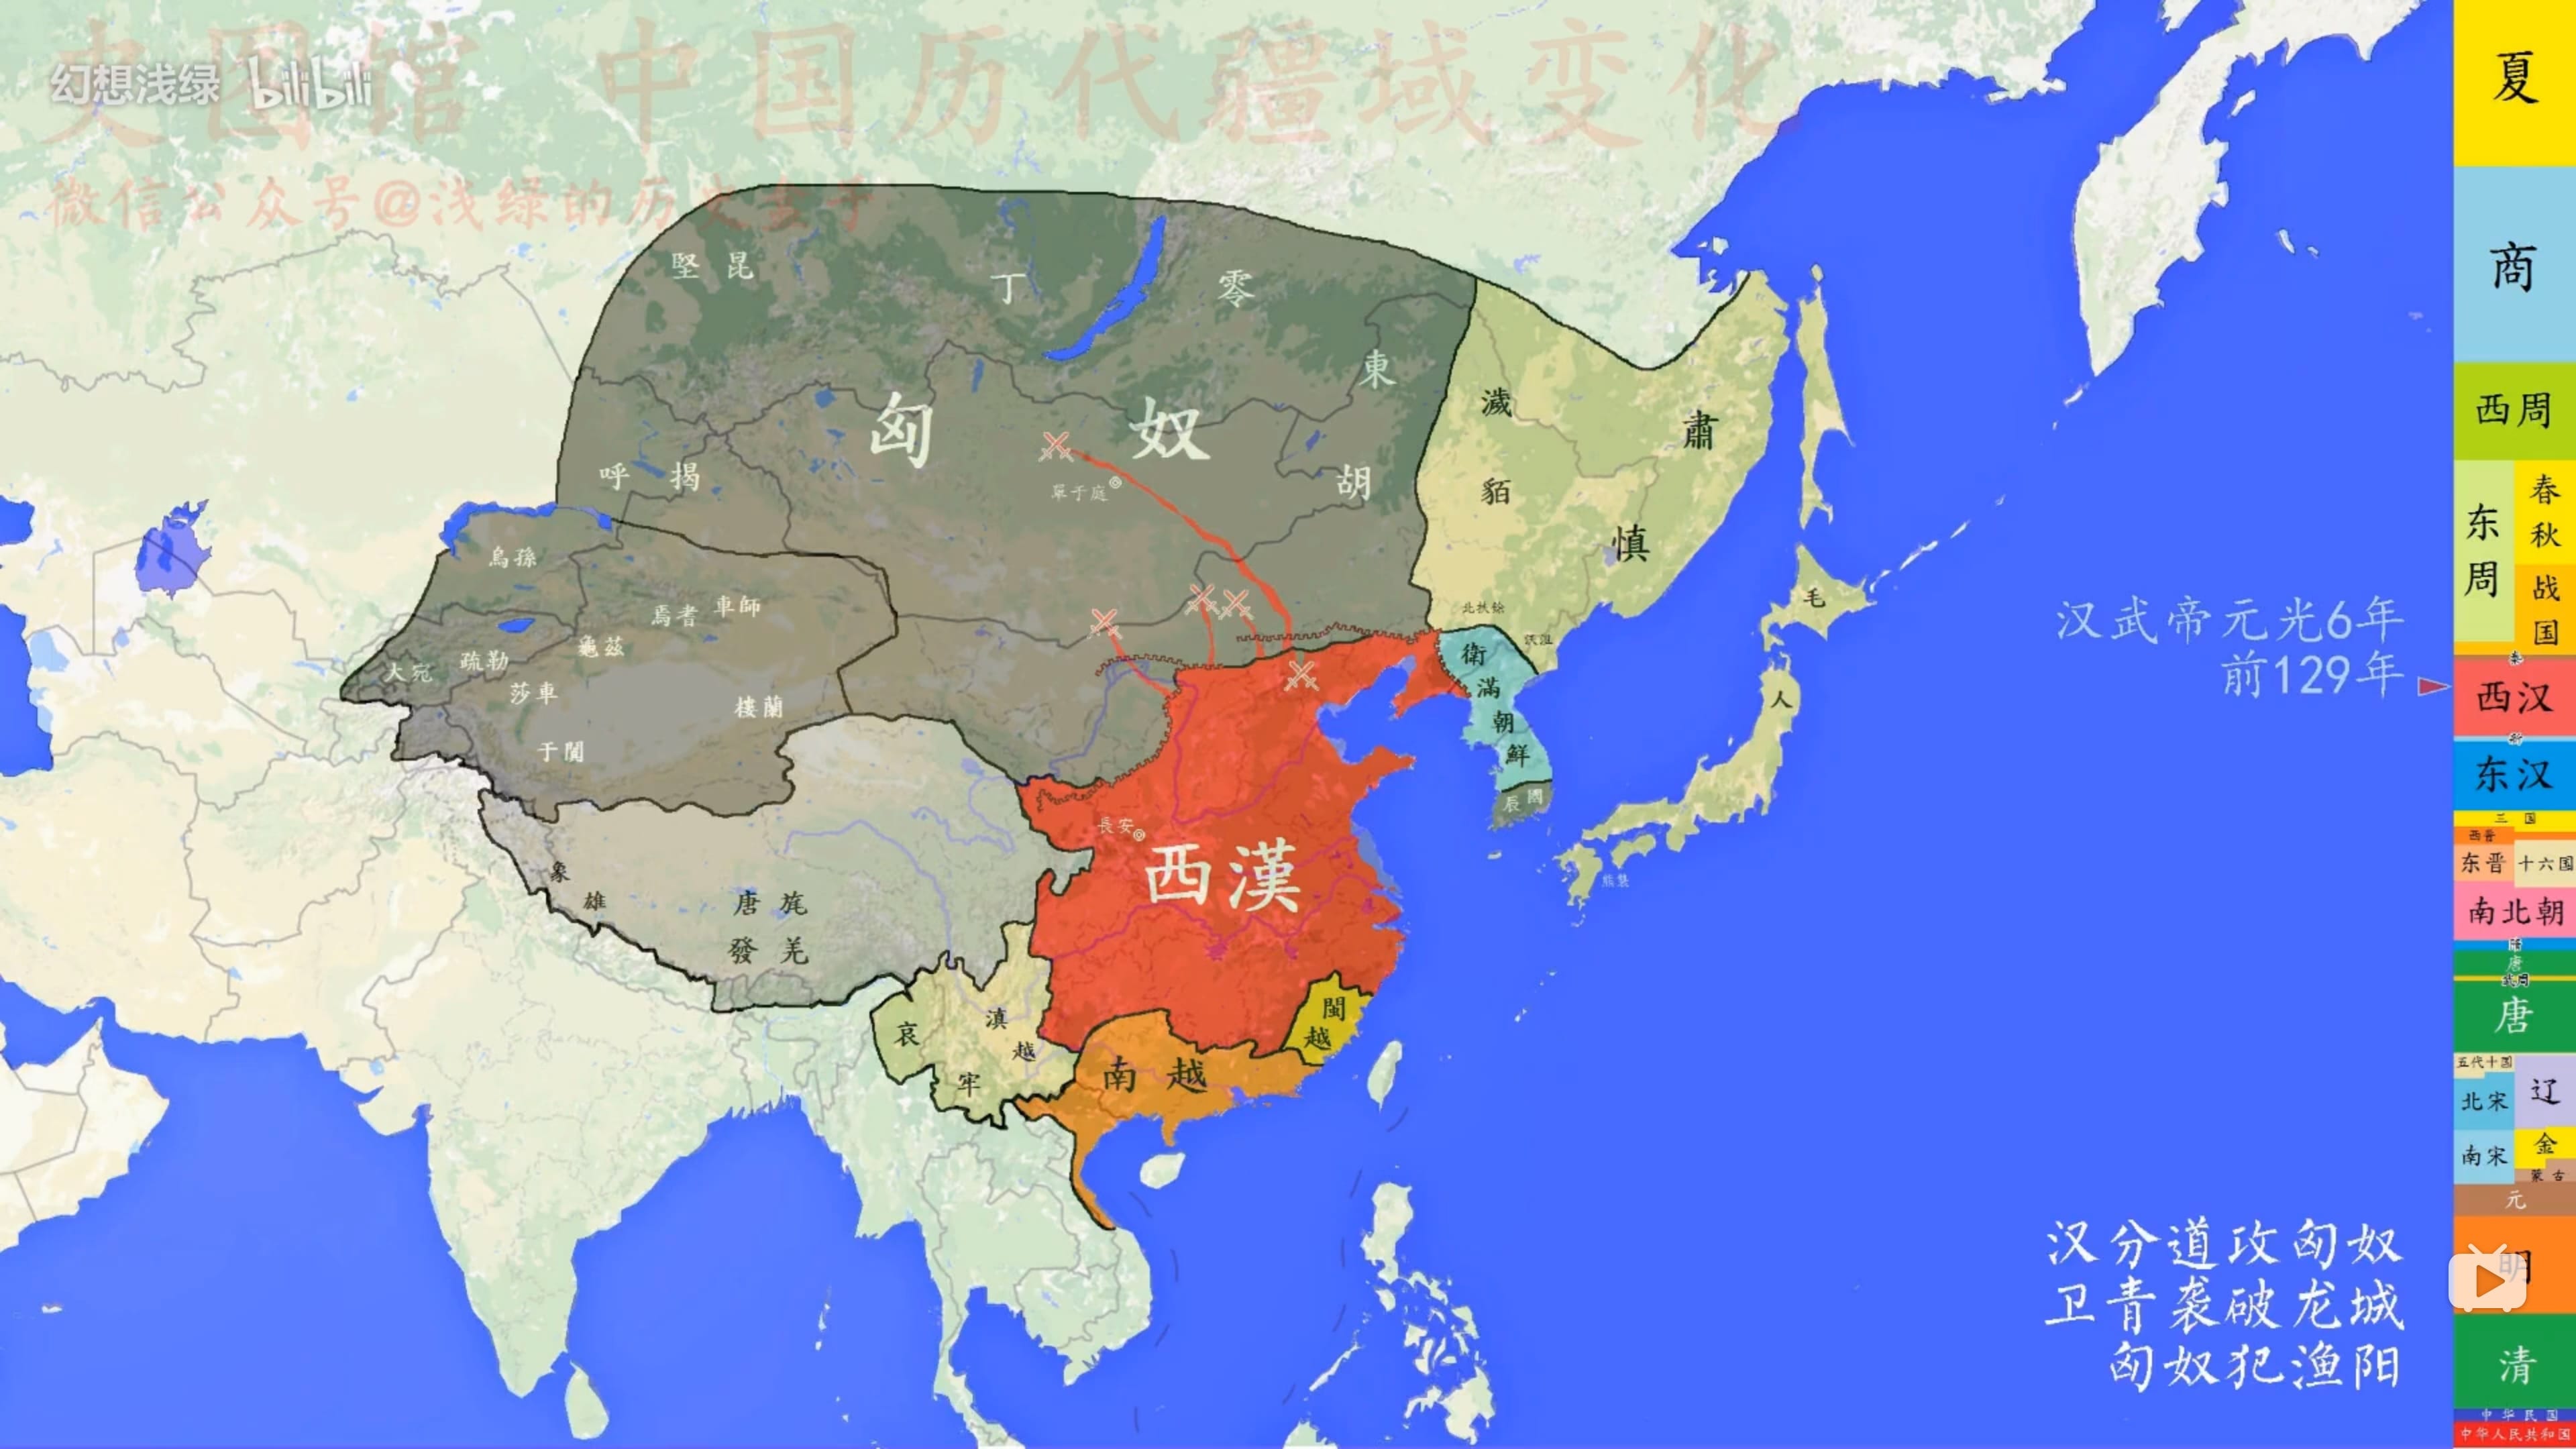 史图馆 中国历代疆域变化
幻想浅绿 bilibili
微信公众号@浅绿的历史盒子
堅昆
丁零
匈奴
東胡
呼揭
單于庭
濊貊
肅慎
北扶餘
沃沮
烏孫
焉耆
車師
龜茲
大宛
疏勒
莎車
樓蘭
于闐
衛滿朝鮮
辰國
毛人
熊襲
長安
西漢
象雄
唐旄
發羌
哀牢
滇越
南越
閩越
汉武帝元光6年
前129年
汉分道攻匈奴
卫青袭破龙城
匈奴犯渔阳
夏
商
西周
东周
春秋
战国
秦
西汉
新
东汉
三国
西晋
东晋
十六国
南北朝
隋
唐
武周
唐
五代十国
辽
北宋
金
南宋
蒙古
元
明
清
中华民国
中华人民共和国